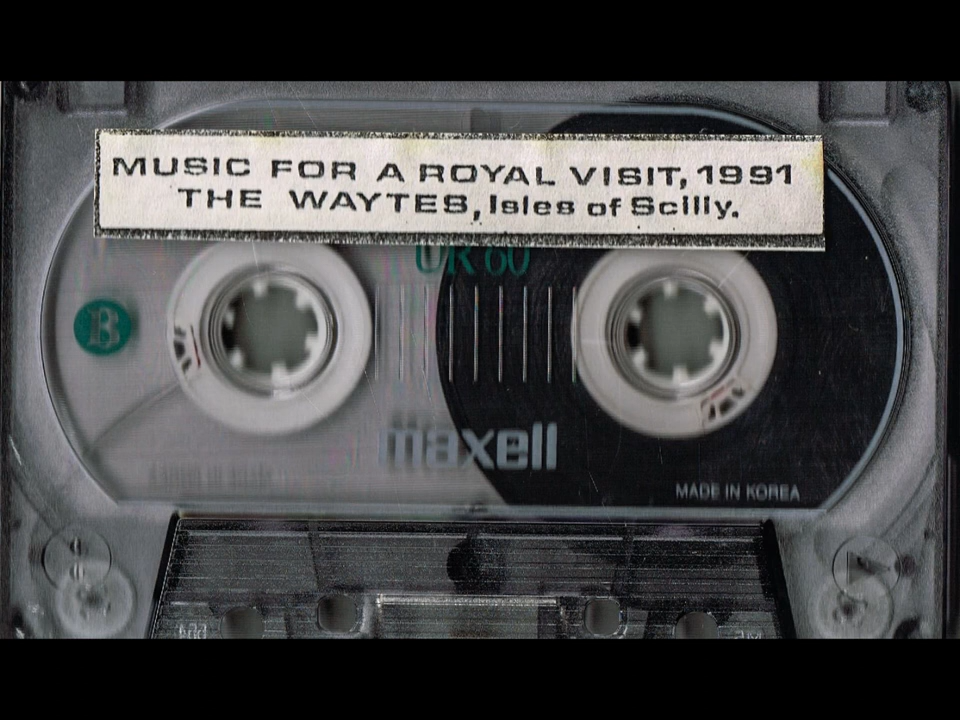 MUSIC FOR A ROYAL VISIT, 1991
THE WAYTES, Isles of Scilly.
UR 60
B
maxell
MADE IN KOREA